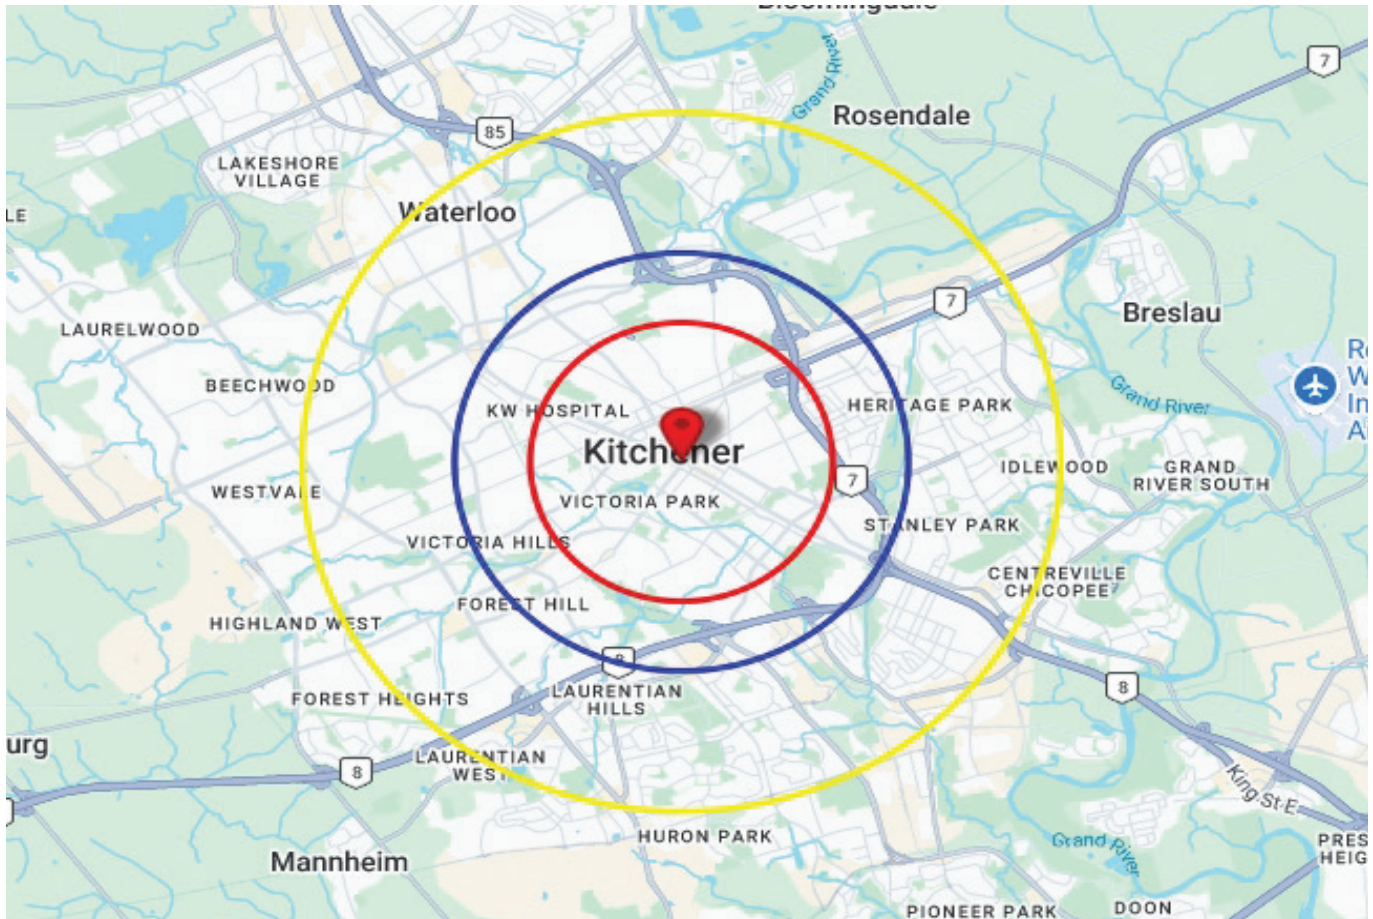 Bloomingdale
Grand River
7
Rosendale
85
LAKESHORE
VILLAGE
Waterloo
LE
7
Breslau
LAURELWOOD
BEECHWOOD
Grand River
KW HOSPITAL
HERITAGE PARK
Kitchener
IDLEWOOD
GRAND
RIVER SOUTH
7
WESTVALE
VICTORIA PARK
STANLEY PARK
VICTORIA HILLS
CENTREVILLE
CHICOPEE
FOREST HILL
HIGHLAND WEST
8
8
FOREST HEIGHTS
LAURENTIAN
HILLS
urg
LAURENTIAN
WEST
8
King St E
HURON PARK
Grand River
PRES
HEIG
Mannheim
PIONEER PARK
DOON